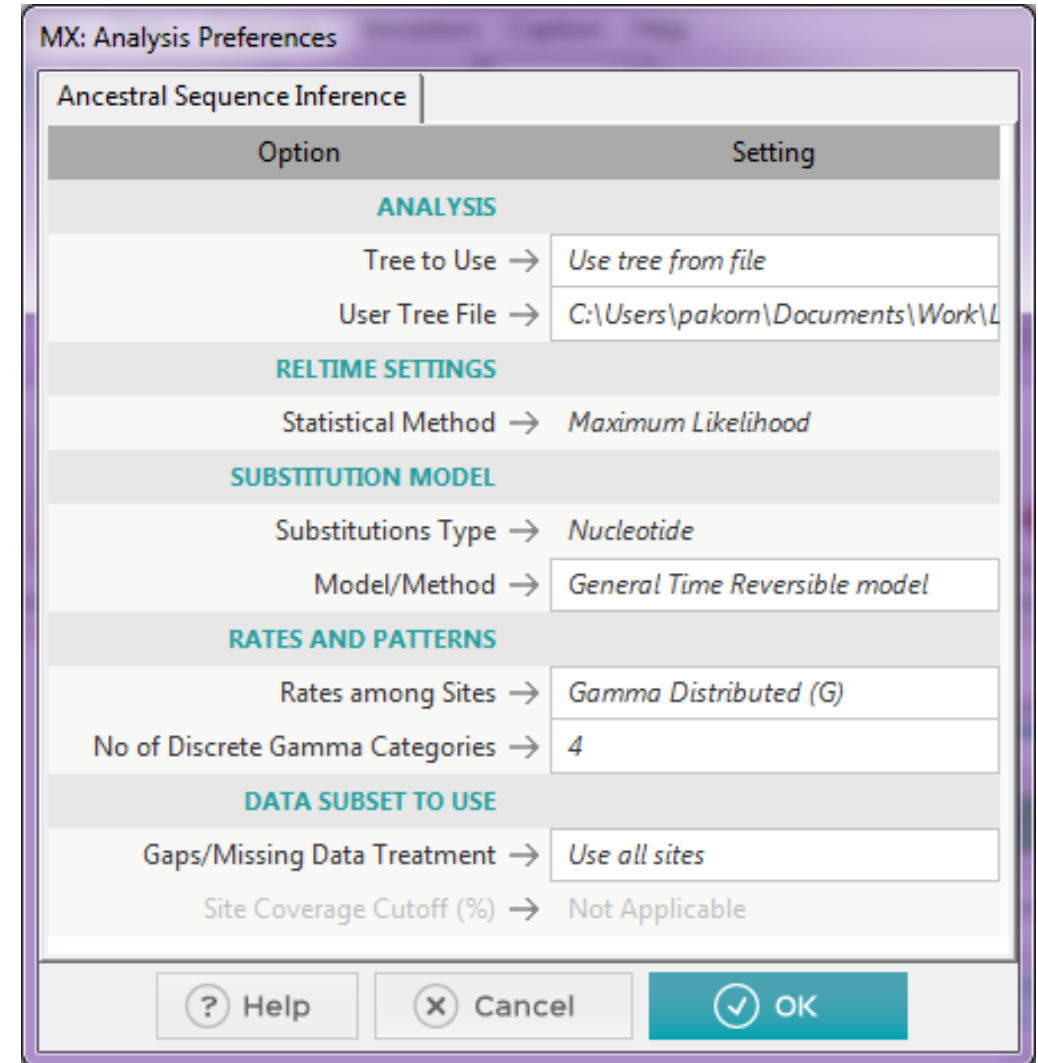 MX: Analysis Preferences
Ancestral Sequence Inference
Option Setting
ANALYSIS
Tree to Use → Use tree from file
User Tree File → C:\Users\pakorn\Documents\Work\L
RELTIME SETTINGS
Statistical Method → Maximum Likelihood
SUBSTITUTION MODEL
Substitutions Type → Nucleotide
Model/Method → General Time Reversible model
RATES AND PATTERNS
Rates among Sites → Gamma Distributed (G)
No of Discrete Gamma Categories → 4
DATA SUBSET TO USE
Gaps/Missing Data Treatment → Use all sites
Site Coverage Cutoff (%) → Not Applicable
? Help Cancel OK